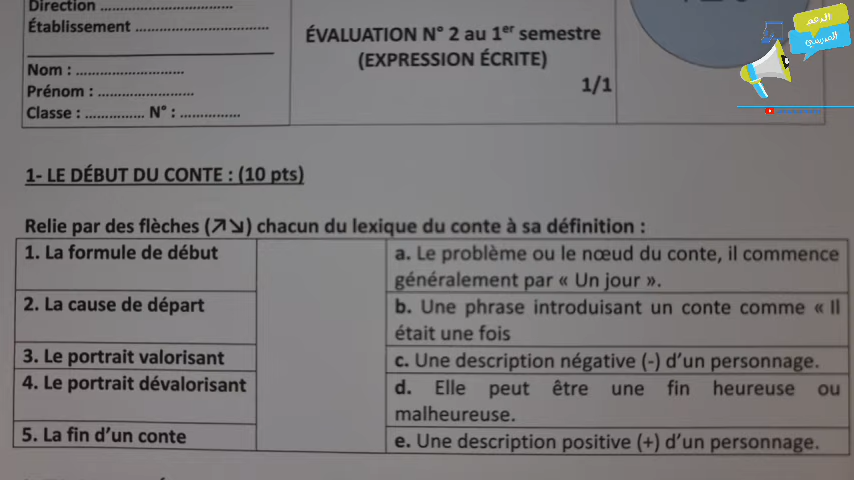 Direction ................................
Établissement ................................
Nom : ..........................
Prénom : .......................
Classe : .............. N° : ..............
ÉVALUATION N° 2 au 1er semestre
(EXPRESSION ÉCRITE)
1/1
الدعم
المدرسي
1- LE DÉBUT DU CONTE : (10 pts)
Relie par des flèches (↗↘) chacun du lexique du conte à sa définition :
1. La formule de début
2. La cause de départ
3. Le portrait valorisant
4. Le portrait dévalorisant
5. La fin d'un conte
a. Le problème ou le nœud du conte, il commence
généralement par « Un jour ».
b. Une phrase introduisant un conte comme « Il
était une fois
c. Une description négative (-) d'un personnage.
d. Elle peut être une fin heureuse ou
malheureuse.
e. Une description positive (+) d'un personnage.